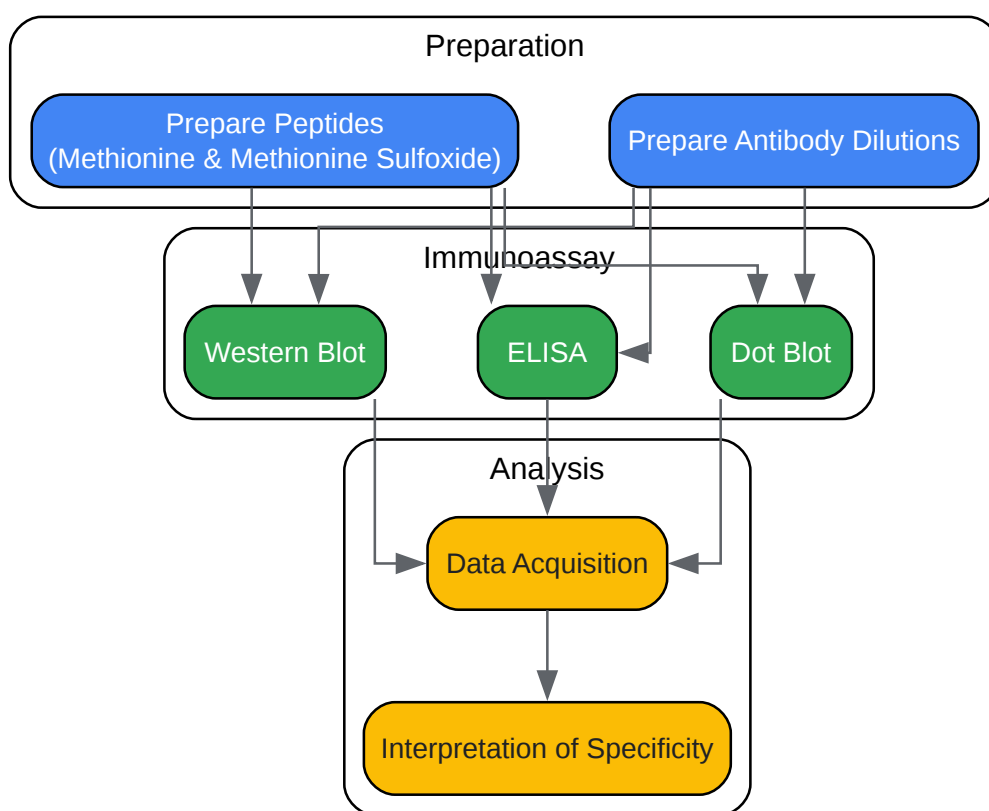 Preparation
Prepare Peptides
(Methionine & Methionine Sulfoxide)
Prepare Antibody Dilutions
Immunoassay
Western Blot
ELISA
Dot Blot
Analysis
Data Acquisition
Interpretation of Specificity